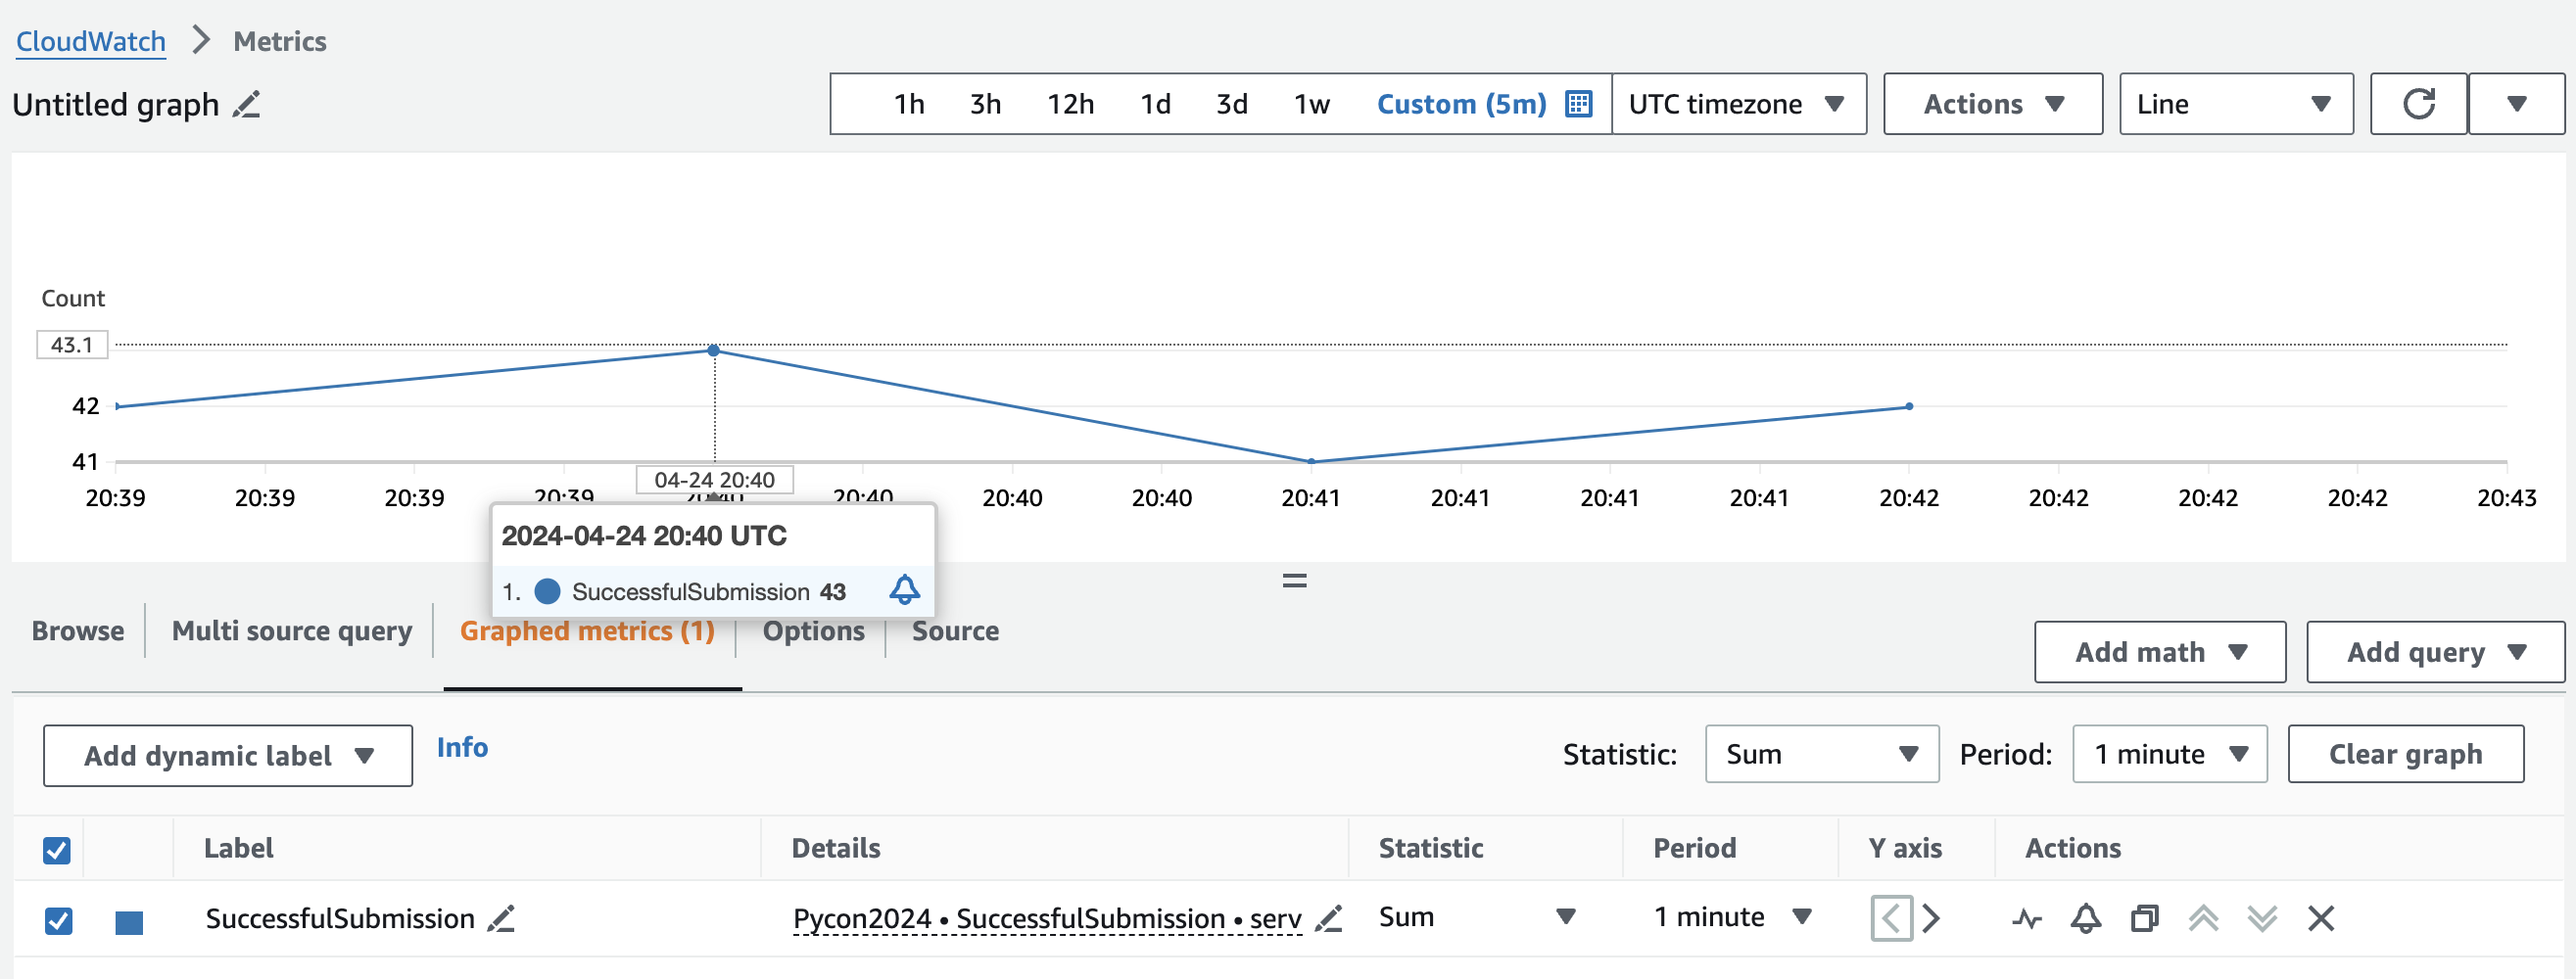 CloudWatch > Metrics
Untitled graph
1h 3h 12h 1d 3d 1w Custom (5m) UTC timezone Actions Line
Count
43.1
42
41
04-24 20:40
20:39 20:39 20:39 20:39 20:40 20:40 20:40 20:40 20:41 20:41 20:41 20:41 20:42 20:42 20:42 20:42 20:43
2024-04-24 20:40 UTC
1. SuccessfulSubmission 43
Browse Multi source query Graphed metrics (1) Options Source
Add math Add query
Add dynamic label Info Statistic: Sum Period: 1 minute Clear graph
Label Details Statistic Period Y axis Actions
SuccessfulSubmission Pycon2024 • SuccessfulSubmission • serv Sum 1 minute